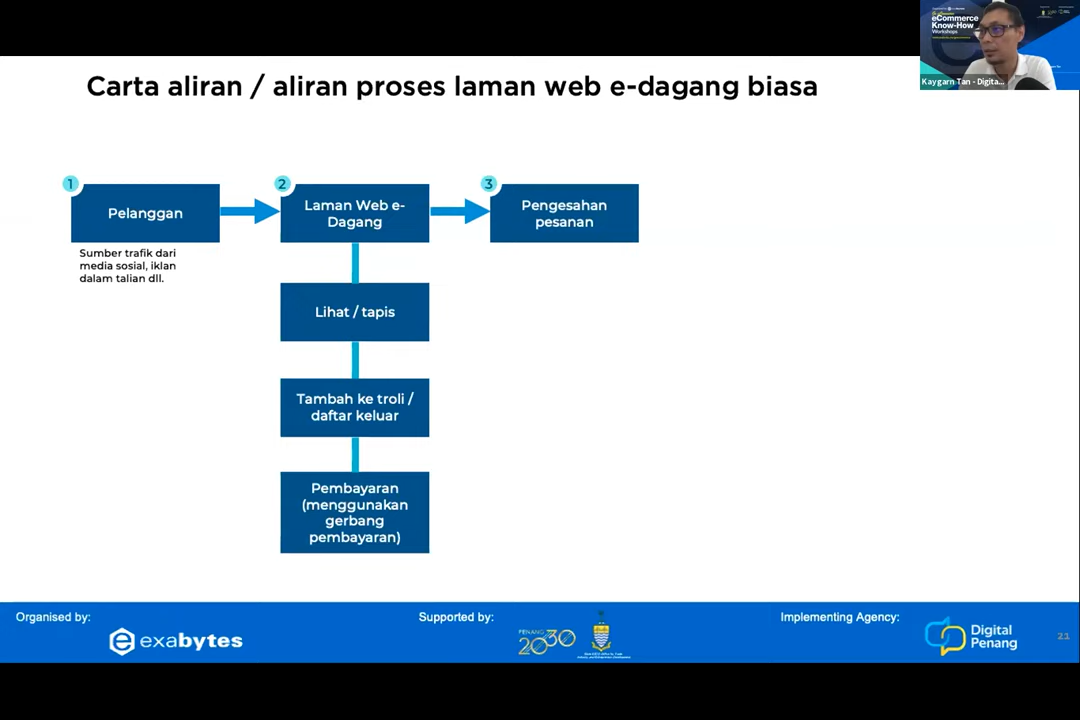 eCommerce
Know-How
Workshops
Kaygarn Tan - Digita...
Carta aliran / aliran proses laman web e-dagang biasa
1
Pelanggan
Sumber trafik dari
media sosial, iklan
dalam talian dll.
2
Laman Web e-
Dagang
3
Pengesahan
pesanan
Lihat / tapis
Tambah ke troli /
daftar keluar
Pembayaran
(menggunakan
gerbang
pembayaran)
Organised by:
exabytes
Supported by:
PENANG
2030
Implementing Agency:
Digital
Penang
21